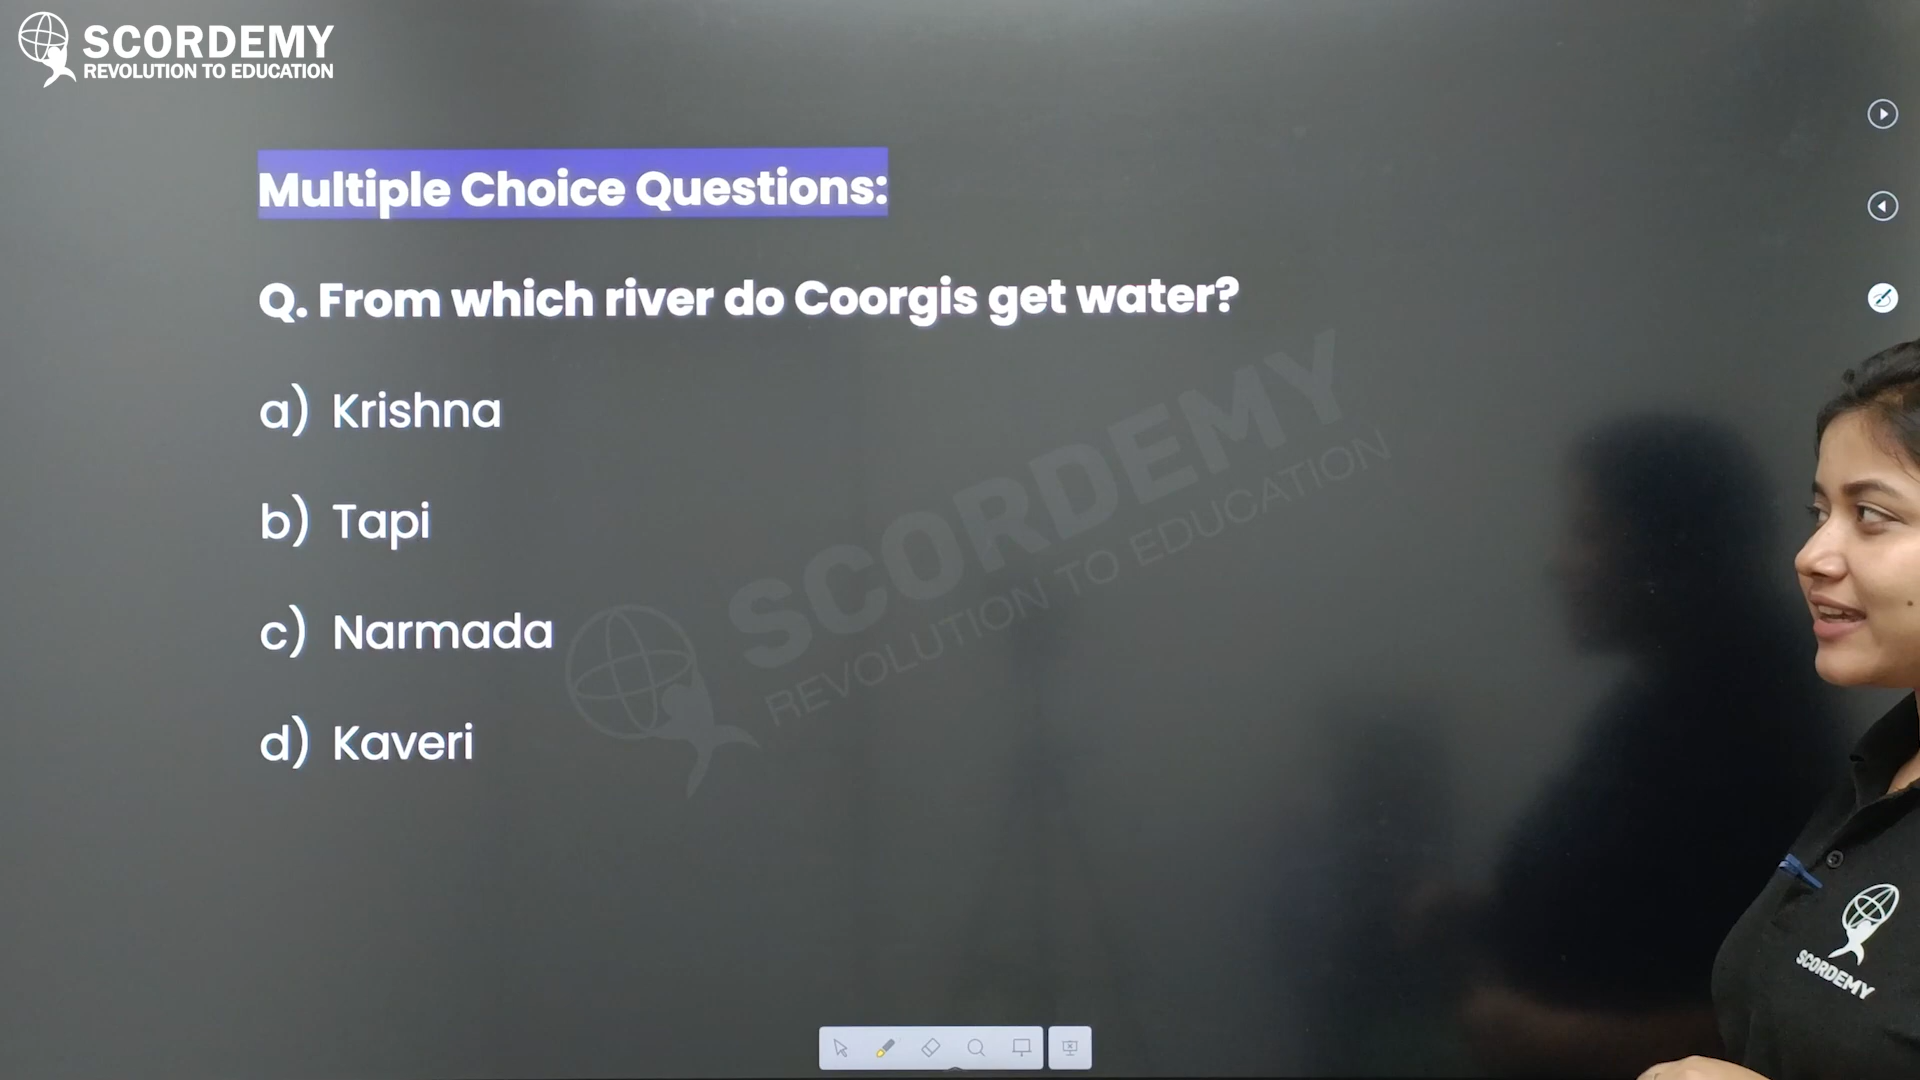 SCORDEMY
REVOLUTION TO EDUCATION
Multiple Choice Questions:
Q. From which river do Coorgis get water?
a) Krishna
b) Tapi
c) Narmada
d) Kaveri
SCORDEMY
REVOLUTION TO EDUCATION
SCORDEMY